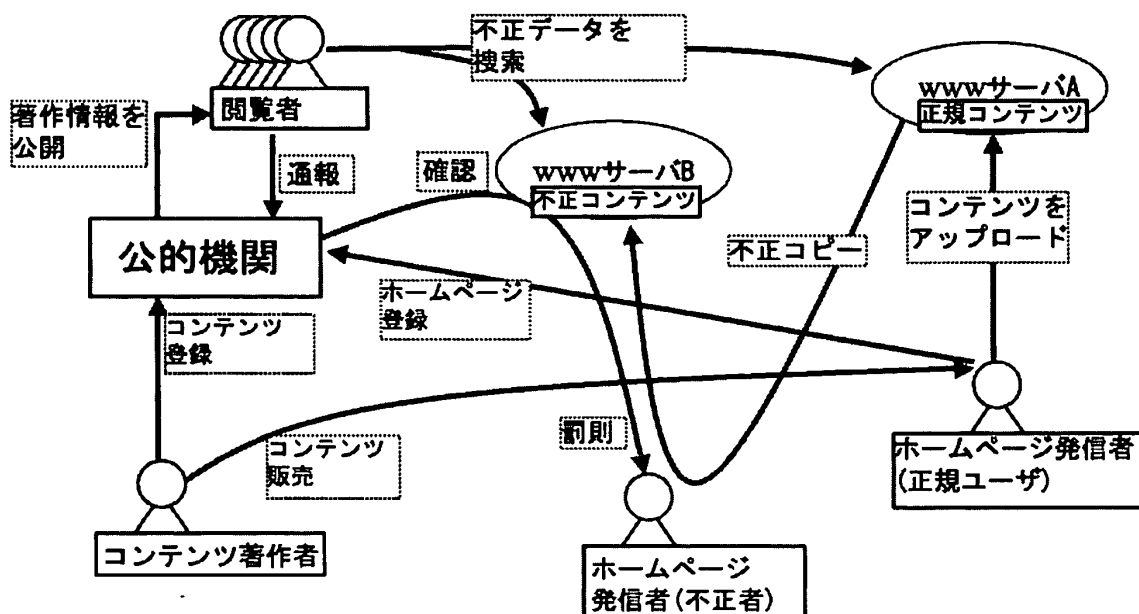 不正データを
捜索
wwwサーバA
正規コンテンツ
著作情報を
公開
閲覧者
通報
確認
wwwサーバB
不正コンテンツ
コンテンツを
アップロード
不正コピー
公的機関
ホームページ
登録
コンテンツ
登録
罰則
コンテンツ
販売
ホームページ発信者
(正規ユーザ)
コンテンツ著作者
ホームページ
発信者(不正者)